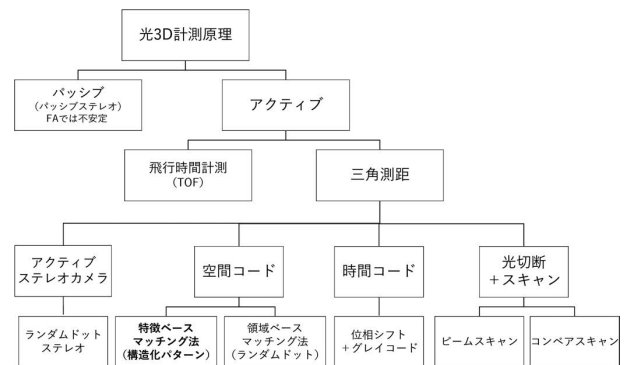 光3D計測原理
パッシブ
（パッシブステレオ）
FAでは不安定
アクティブ
飛行時間計測
（TOF）
三角測距
アクティブ
ステレオカメラ
空間コード
時間コード
光切断
＋スキャン
ランダムドット
ステレオ
特徴ベース
マッチング法
（構造化パターン）
領域ベース
マッチング法
（ランダムドット）
位相シフト
＋グレイコード
ビームスキャン
コンベアスキャン